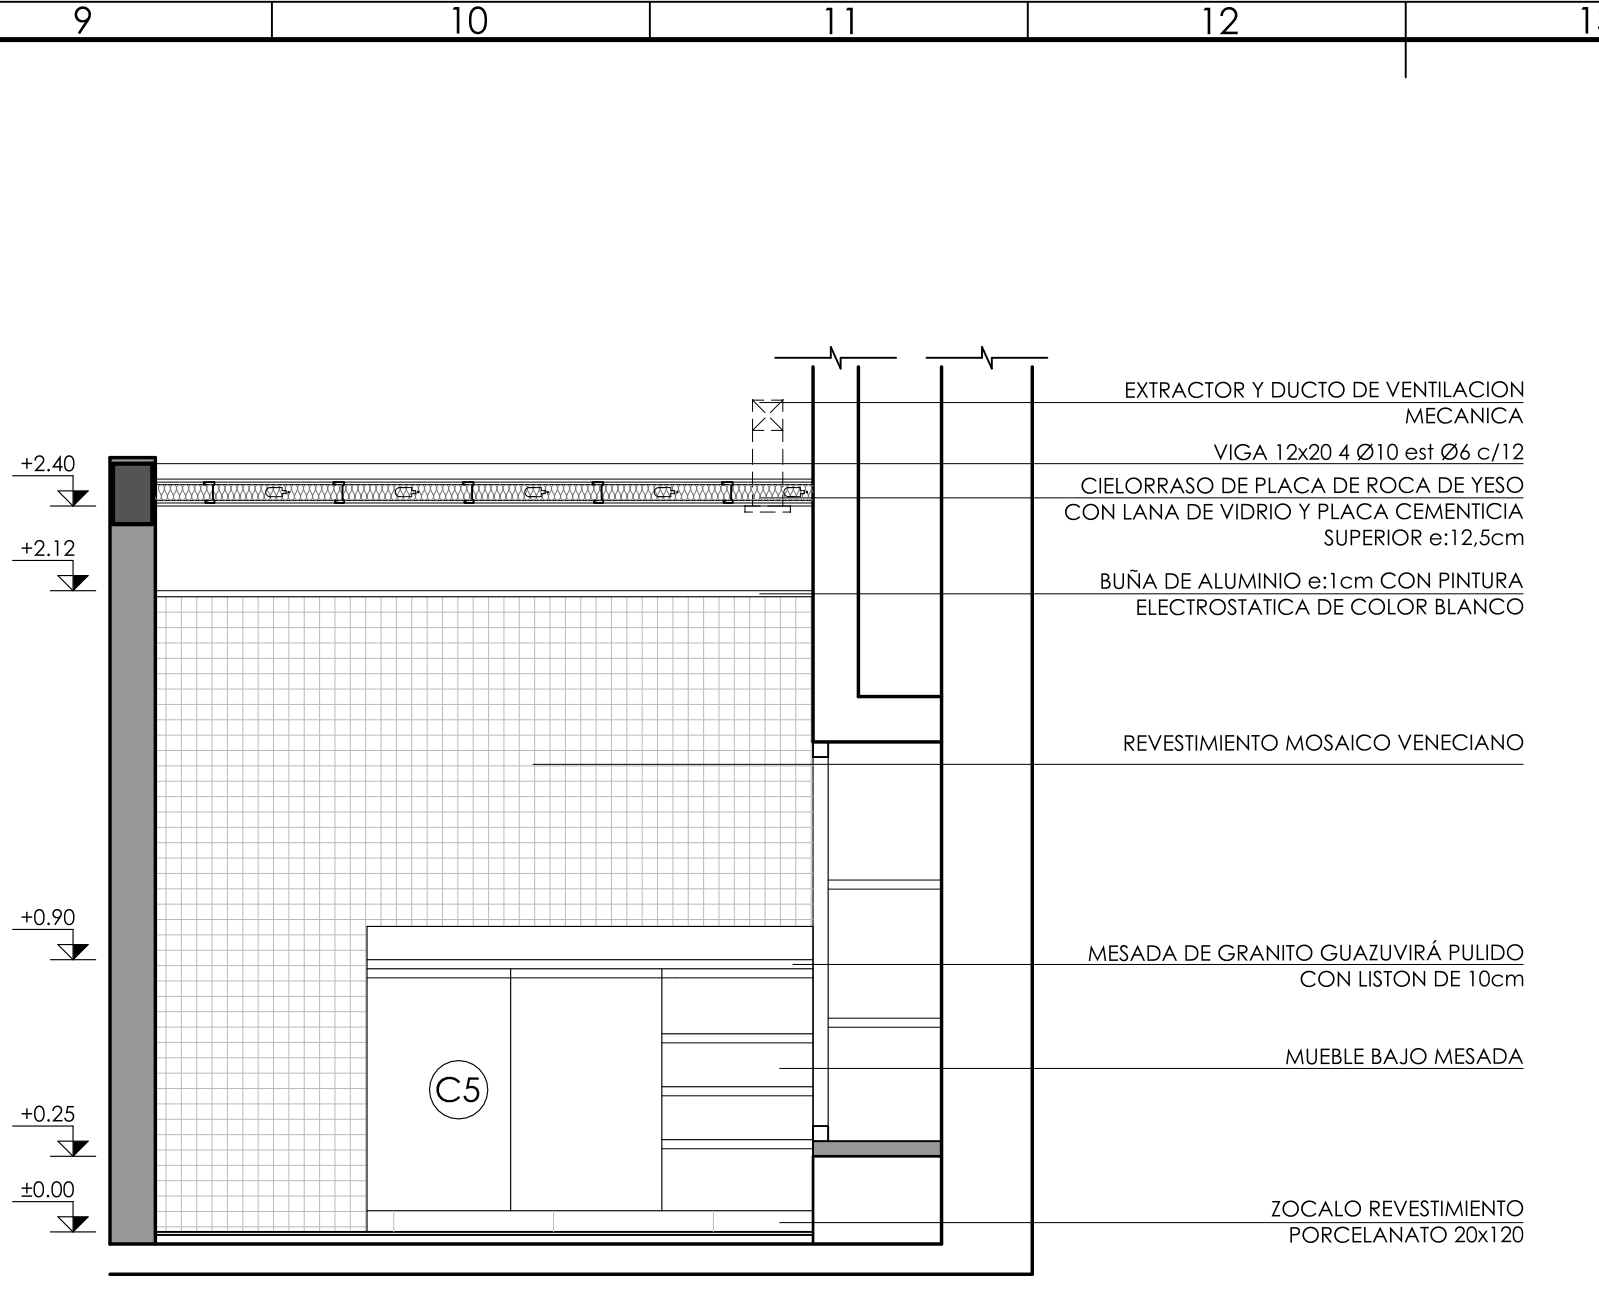 9
10
11
12
EXTRACTOR Y DUCTO DE VENTILACION
MECANICA
VIGA 12x20 4 Ø10 est Ø6 c/12
+2.40
CIELORRASO DE PLACA DE ROCA DE YESO
CON LANA DE VIDRIO Y PLACA CEMENTICIA
SUPERIOR e:12,5cm
+2.12
BUÑA DE ALUMINIO e:1cm CON PINTURA
ELECTROSTATICA DE COLOR BLANCO
REVESTIMIENTO MOSAICO VENECIANO
+0.90
MESADA DE GRANITO GUAZUVIRÁ PULIDO
CON LISTON DE 10cm
MUEBLE BAJO MESADA
C5
+0.25
±0.00
ZOCALO REVESTIMIENTO
PORCELANATO 20x120